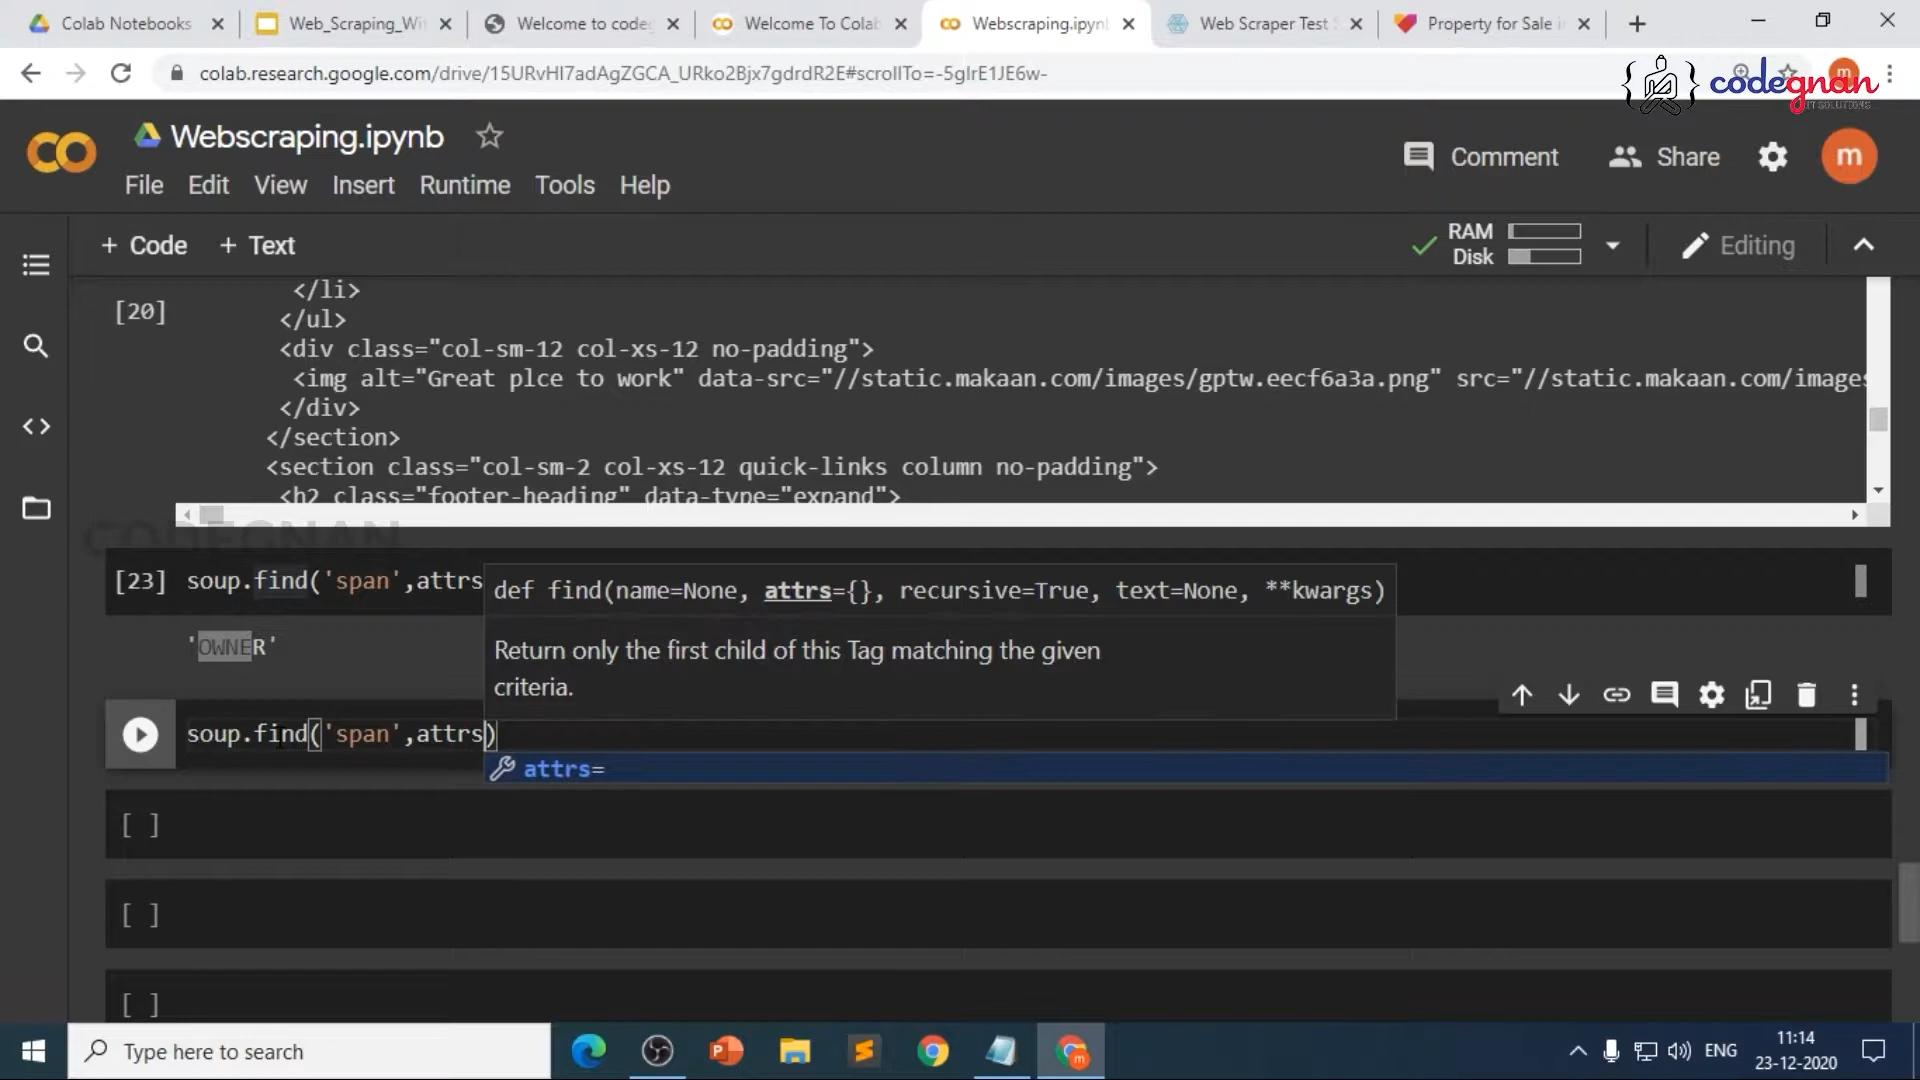 Colab Notebooks
Web_Scraping_Wi
Welcome to codeg
Welcome To Colab
Webscraping.ipynb
Web Scraper Test S
Property for Sale i
colab.research.google.com/drive/15URvHI7adAgZGCA_URko2Bjx7gdrdR2E#scrollTo=-5glrE1JE6w-
codegnan
IT SOLUTIONS
Webscraping.ipynb
Comment
Share
m
File Edit View Insert Runtime Tools Help
+ Code + Text
RAM
Disk
Editing
</li>
[20]
</ul>
<div class="col-sm-12 col-xs-12 no-padding">
<img alt="Great plce to work" data-src="//static.makaan.com/images/gptw.eecf6a3a.png" src="//static.makaan.com/images
</div>
</section>
<section class="col-sm-2 col-xs-12 quick-links column no-padding">
<h2 class="footer-heading" data-type="expand">
CODEGNAN
[23] soup.find('span',attrs
def find(name=None, attrs={}, recursive=True, text=None, **kwargs)
'OWNER'
Return only the first child of this Tag matching the given
criteria.
soup.find('span',attrs)
attrs=
[ ]
[ ]
[ ]
Type here to search
ENG
11:14
23-12-2020